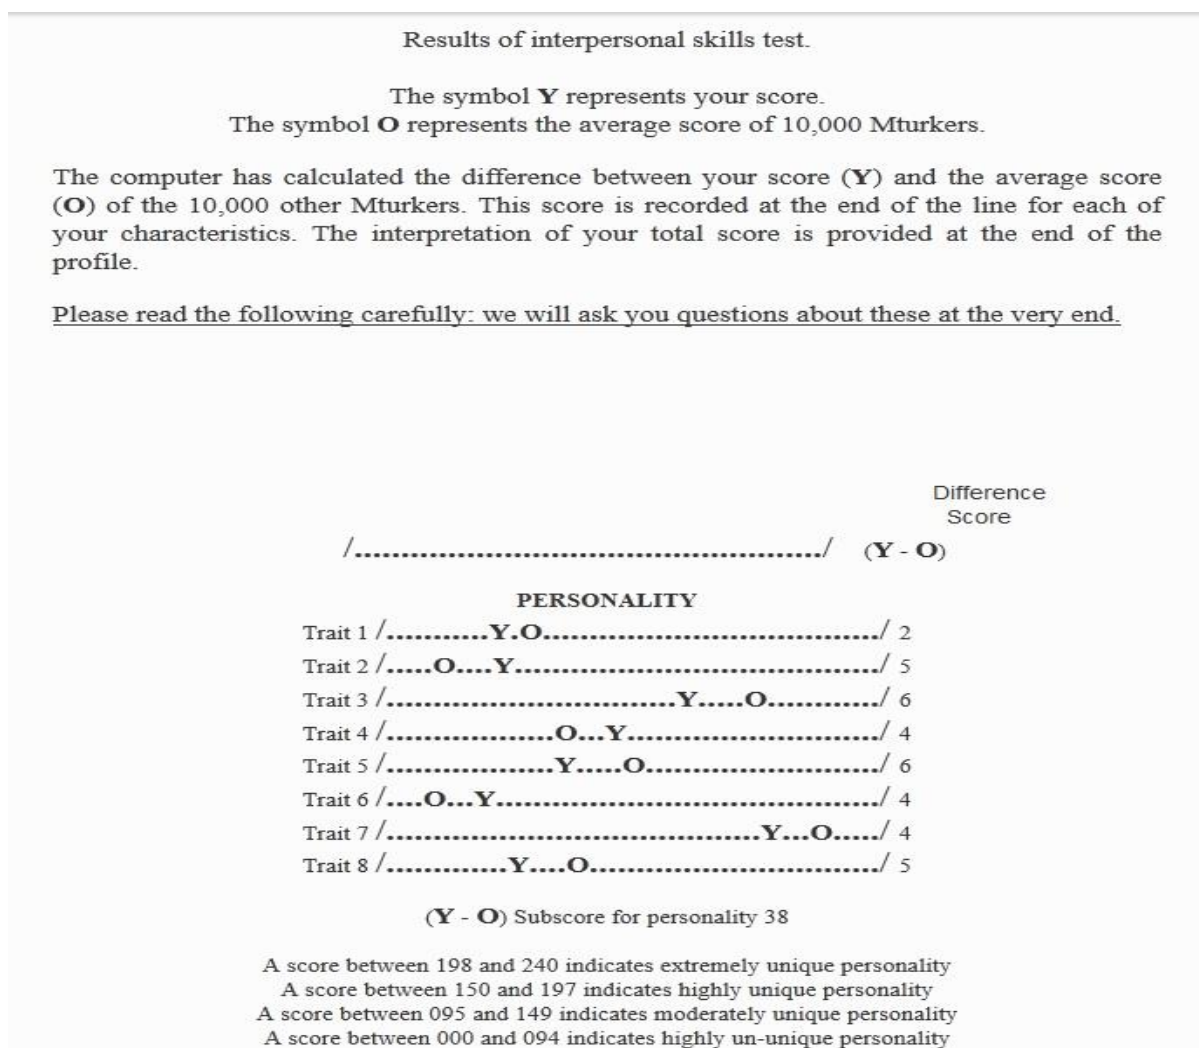 Results of interpersonal skills test.
The symbol Y represents your score.
The symbol O represents the average score of 10,000 Mturkers.
The computer has calculated the difference between your score (Y) and the average score
(O) of the 10,000 other Mturkers. This score is recorded at the end of the line for each of
your characteristics. The interpretation of your total score is provided at the end of the
profile.
Please read the following carefully: we will ask you questions about these at the very end.
Difference
Score
/..................................................​/ (Y - O)
PERSONALITY
Trait 1 /...........Y.O..................................../ 2
Trait 2 /.....O....Y......................................./ 5
Trait 3 /...............................Y.....O............/ 6
Trait 4 /..................O...Y.........................../ 4
Trait 5 /..................Y.....O........................./ 6
Trait 6 /....O...Y........................................./ 4
Trait 7 /........................................Y...O...../ 4
Trait 8 /.............Y....O.............................../ 5
(Y - O) Subscore for personality 38
A score between 198 and 240 indicates extremely unique personality
A score between 150 and 197 indicates highly unique personality
A score between 095 and 149 indicates moderately unique personality
A score between 000 and 094 indicates highly un-unique personality